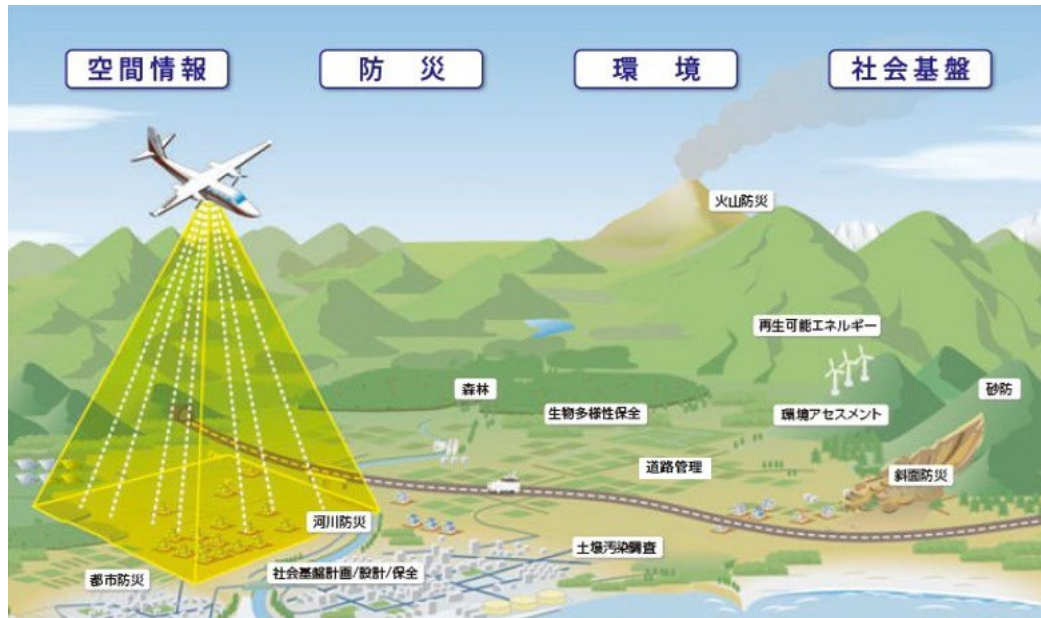 空間情報
防災
環境
社会基盤
火山防災
再生可能エネルギー
森林
砂防
生物多様性保全
環境アセスメント
道路管理
斜面防災
河川防災
土壌汚染調査
社会基盤計画/設計/保全
都市防災